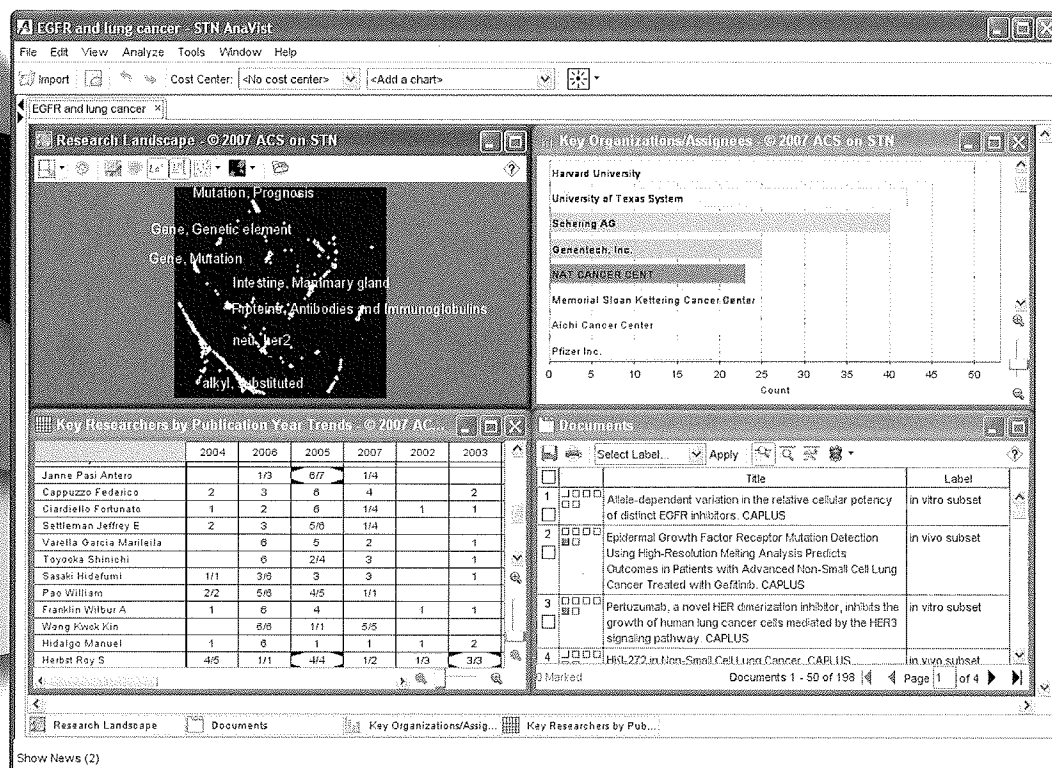 EGFR and lung cancer - STN AnaVist
File Edit View Analyze Tools Window Help
Import Cost Center: <No cost center> <Add a chart>
EGFR and lung cancer
Research Landscape - © 2007 ACS on STN
Mutation, Prognosis
Gene, Genetic element
Gene, Mutation
Intestine, Mammary gland
Proteins, Antibodies and Immunoglobulins
neu, her2
alkyl, substituted
Key Organizations/Assignees - © 2007 ACS on STN
Harvard University
University of Texas System
Schering AG
Genentech, Inc.
NAT CANCER CENT
Memorial Sloan Kettering Cancer Center
Aichi Cancer Center
Pfizer Inc.
0 5 10 15 20 25 30 35 40 45 50
Count
Key Researchers by Publication Year Trends - © 2007 AC...
2004 2006 2005 2007 2002 2003
Janne Pasi Antero 1/3 6/7 1/4
Cappuzzo Federico 2 3 6 4 2
Ciardiello Fortunato 1 2 6 1/4 1 1
Settleman Jeffrey E 2 3 5/6 1/4
Varella Garcia Marileila 6 5 2 1
Toyooka Shinichi 6 2/4 3 1
Sasaki Hidefumi 1/1 3/6 3 3 1
Pao William 2/2 5/6 4/5 1/1
Franklin Wilbur A 1 6 4 1 1
Wong Kwok Kin 6/6 1/1 5/5
Hidalgo Manuel 1 6 1 1 1 2
Herbst Roy S 4/5 1/1 4/4 1/2 1/3 3/3
Documents
Select Label... Apply
Title Label
1 Allele-dependent variation in the relative cellular potency in vitro subset
of distinct EGFR inhibitors. CAPLUS
2 Epidermal Growth Factor Receptor Mutation Detection in vivo subset
Using High-Resolution Melting Analysis Predicts
Outcomes in Patients with Advanced Non-Small Cell Lung
Cancer Treated with Gefitinib. CAPLUS
3 Pertuzumab, a novel HER dimerization inhibitor, inhibits the in vitro subset
growth of human lung cancer cells mediated by the HER3
signaling pathway. CAPLUS
4 HKI-272 in Non-Small Cell Lung Cancer. CAPLUS in vivo subset
0 Marked Documents 1 - 50 of 198 Page 1 of 4
Research Landscape Documents Key Organizations/Assig... Key Researchers by Pub...
Show News (2)